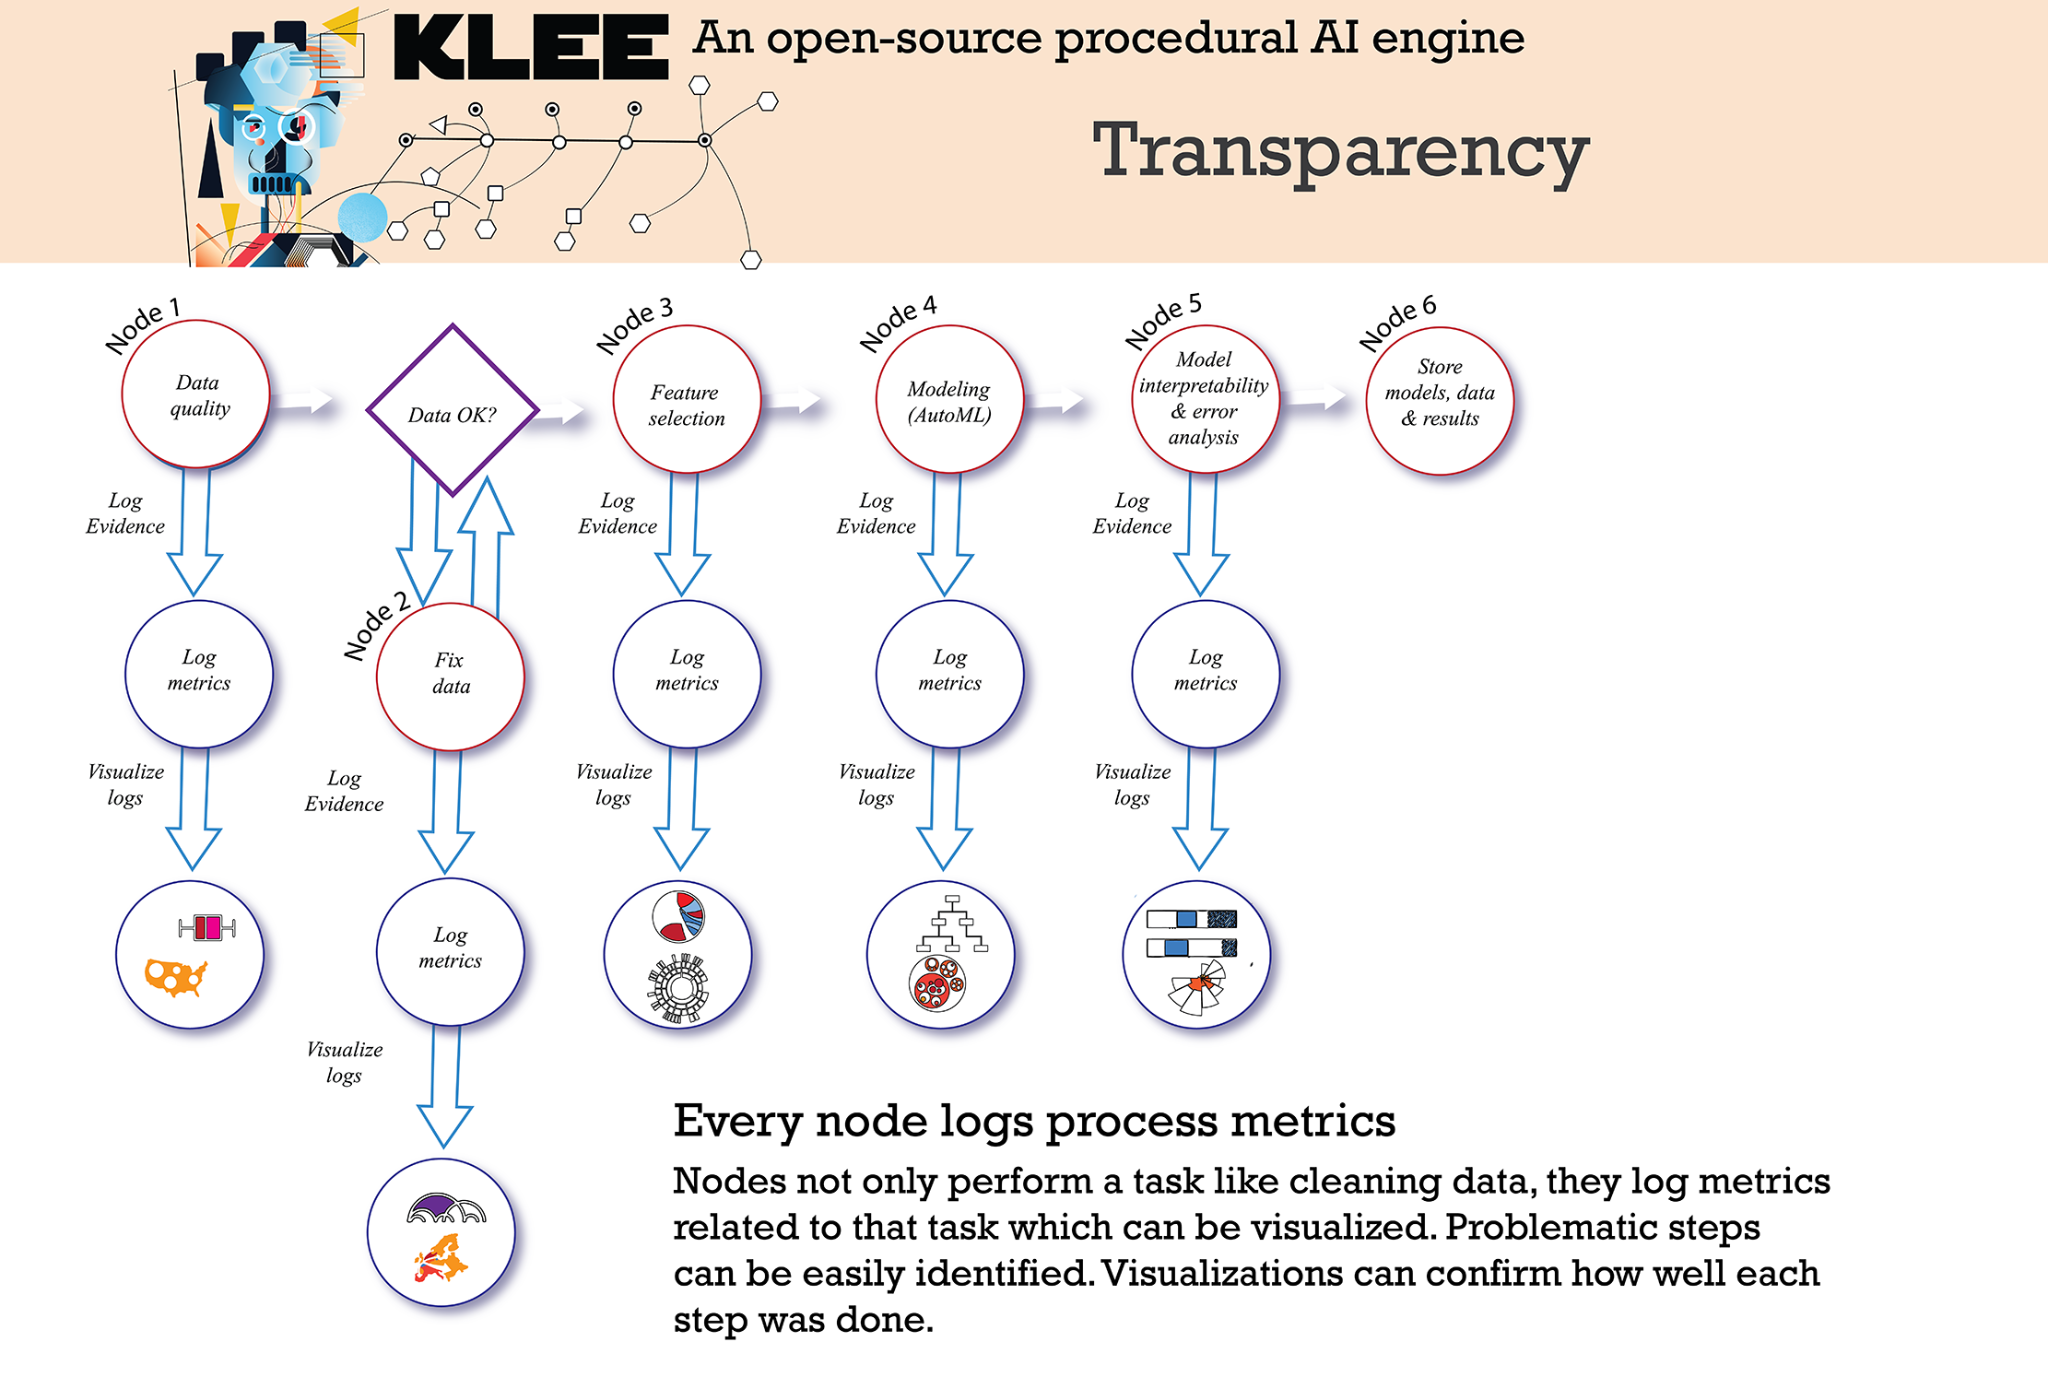 KLEE
An open-source procedural AI engine
Transparency
Node 1
Data
quality
Data OK?
Node 3
Feature
selection
Node 4
Modeling
(AutoML)
Node 5
Model
interpretability
& error
analysis
Node 6
Store
models, data
& results
Log
Evidence
Log
Evidence
Log
Evidence
Log
Evidence
Log
metrics
Node 2
Fix
data
Log
metrics
Log
metrics
Log
metrics
Visualize
logs
Log
Evidence
Visualize
logs
Visualize
logs
Visualize
logs
Log
metrics
Visualize
logs
Every node logs process metrics
Nodes not only perform a task like cleaning data, they log metrics
related to that task which can be visualized. Problematic steps
can be easily identified. Visualizations can confirm how well each
step was done.